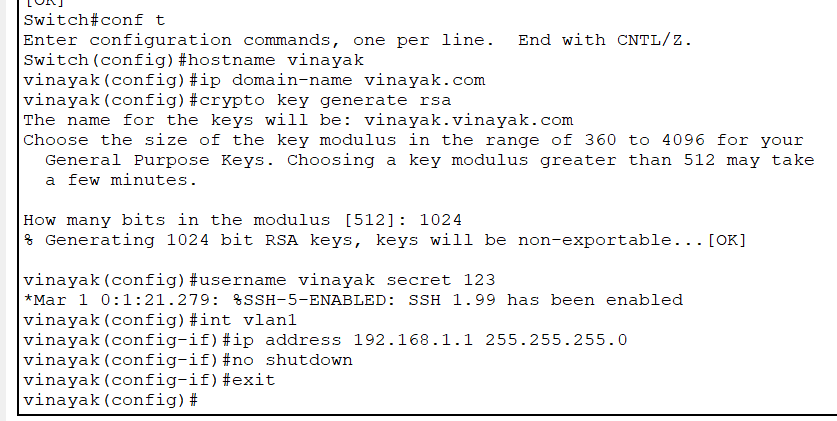 [OK]
Switch#conf t
Enter configuration commands, one per line.  End with CNTL/Z.
Switch(config)#hostname vinayak
vinayak(config)#ip domain-name vinayak.com
vinayak(config)#crypto key generate rsa
The name for the keys will be: vinayak.vinayak.com
Choose the size of the key modulus in the range of 360 to 4096 for your
  General Purpose Keys. Choosing a key modulus greater than 512 may take
  a few minutes.

How many bits in the modulus [512]: 1024
% Generating 1024 bit RSA keys, keys will be non-exportable...[OK]

vinayak(config)#username vinayak secret 123
*Mar 1 0:1:21.279: %SSH-5-ENABLED: SSH 1.99 has been enabled
vinayak(config)#int vlan1
vinayak(config-if)#ip address 192.168.1.1 255.255.255.0
vinayak(config-if)#no shutdown
vinayak(config-if)#exit
vinayak(config)#